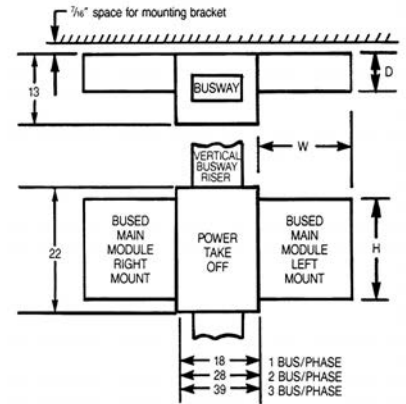 7/16" space for mounting bracket
13
BUSWAY
D
W
VERTICAL
BUSWAY
RISER
22
BUSED
MAIN
MODULE
RIGHT
MOUNT
POWER
TAKE
OFF
BUSED
MAIN
MODULE
LEFT
MOUNT
H
18 1 BUS/PHASE
28 2 BUS/PHASE
39 3 BUS/PHASE